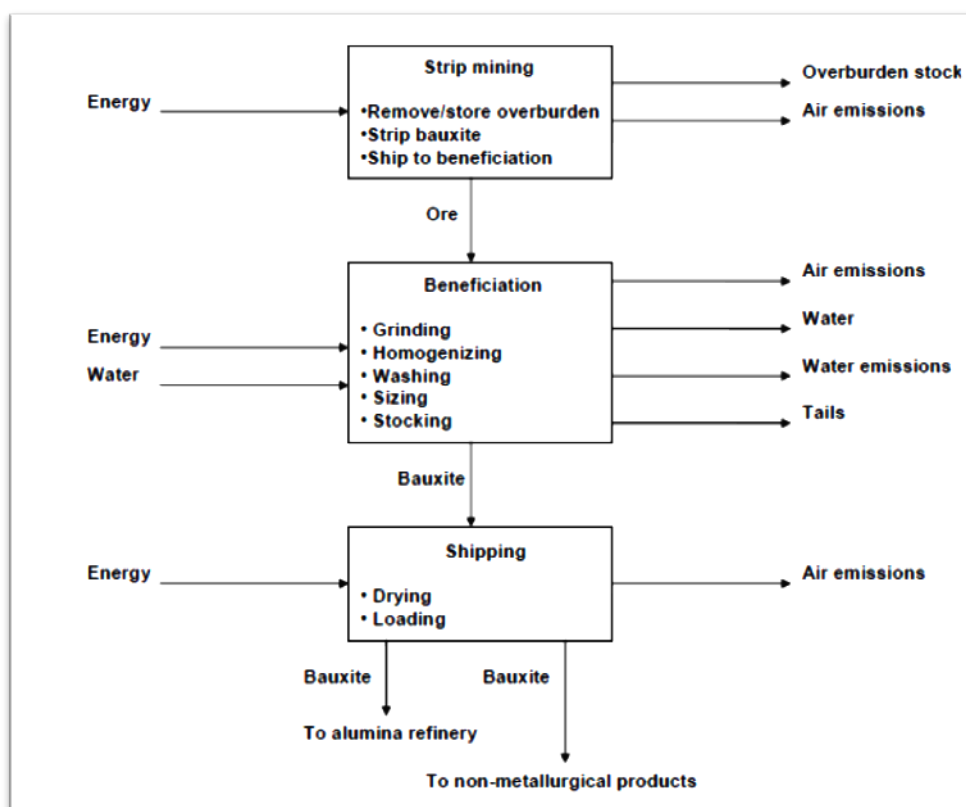 Strip mining
Overburden stock
Energy
•Remove/store overburden
Air emissions
•Strip bauxite
•Ship to beneficiation
Ore
Beneficiation
Air emissions
Energy
• Grinding
Water
• Homogenizing
Water
• Washing
Water emissions
• Sizing
• Stocking
Tails
Bauxite
Shipping
Energy
Air emissions
• Drying
• Loading
Bauxite
Bauxite
To alumina refinery
To non-metallurgical products